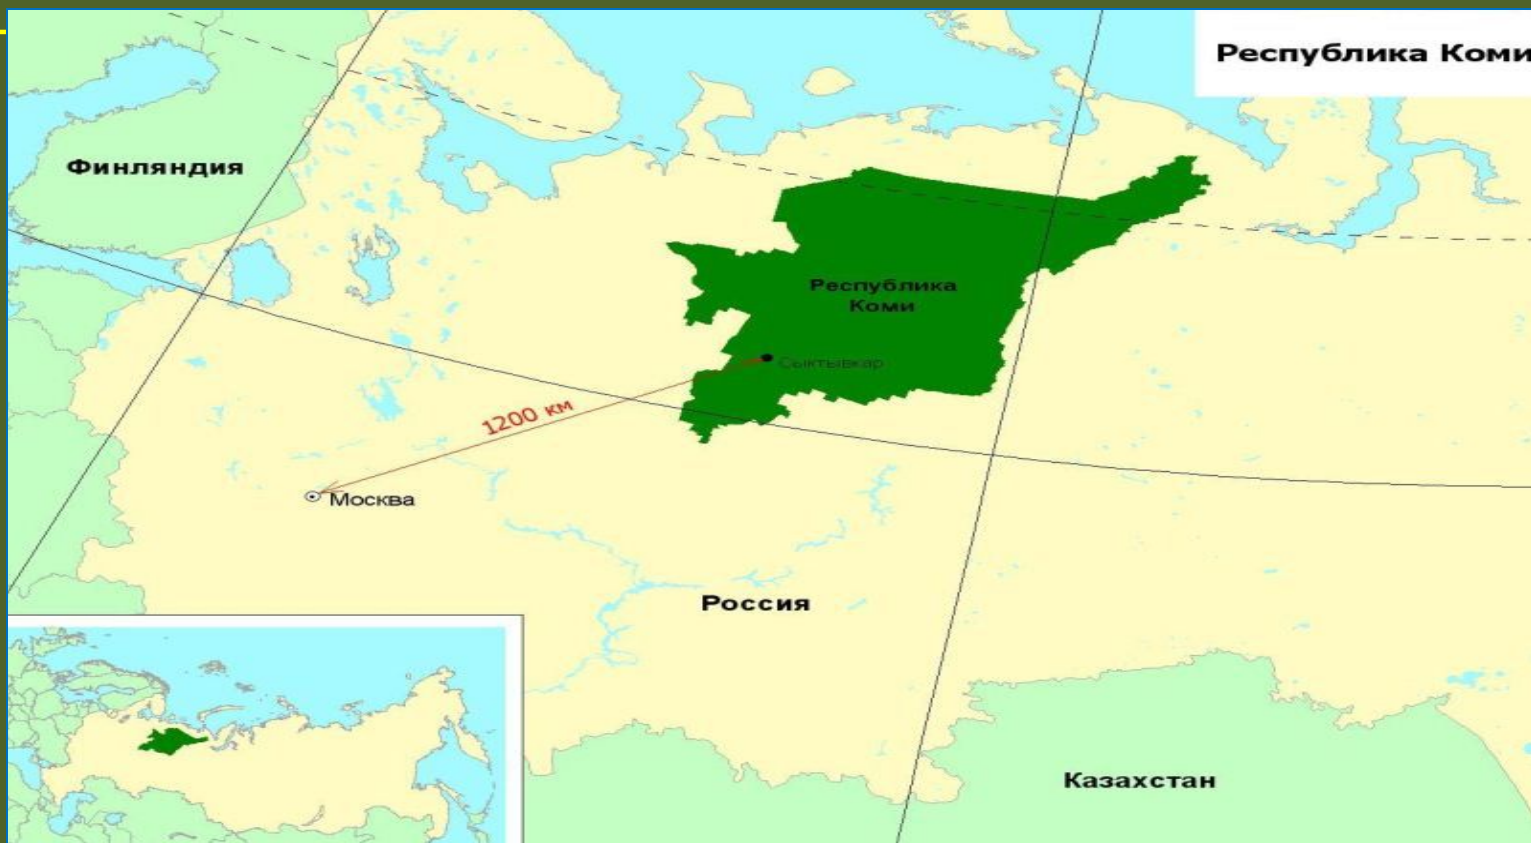 Республика Коми
Финляндия
Республика
Коми
Сыктывкар
1200 км
Москва
Россия
Казахстан